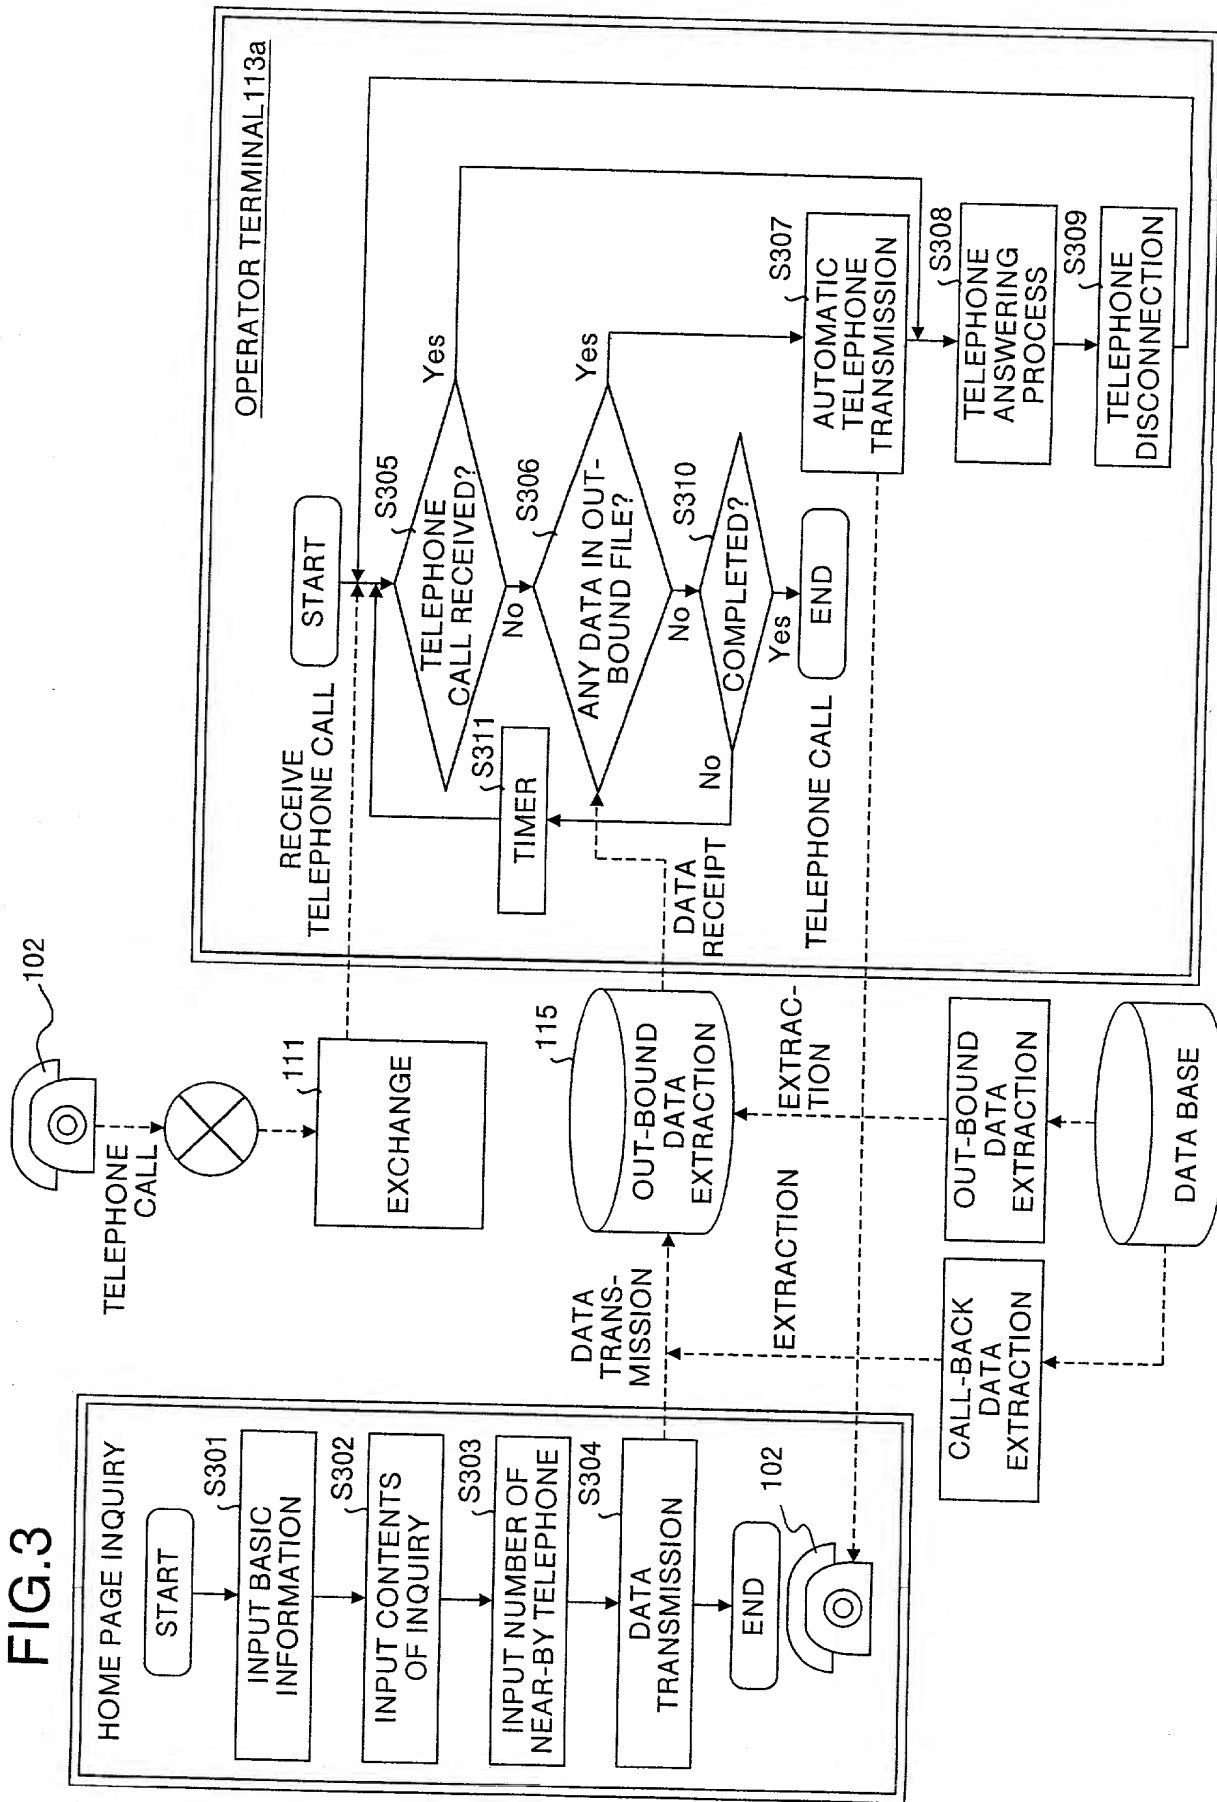 FIG.3
HOME PAGE INQUIRY
START
S301
INPUT BASIC
INFORMATION
S302
INPUT CONTENTS
OF INQUIRY
S303
INPUT NUMBER OF
NEAR-BY TELEPHONE
S304
DATA
TRANSMISSION
END
102
102
TELEPHONE
CALL
111
EXCHANGE
DATA
TRANS-
MISSION
115
OUT-BOUND
DATA
EXTRACTION
EXTRACTION
EXTRAC-
TION
CALL-BACK
DATA
EXTRACTION
OUT-BOUND
DATA
EXTRACTION
DATA BASE
OPERATOR TERMINAL113a
RECEIVE
TELEPHONE CALL
START
S305
TELEPHONE
CALL RECEIVED?
Yes
No
S306
ANY DATA IN OUT-
BOUND FILE?
Yes
No
S310
COMPLETED?
No
Yes
END
S311
TIMER
DATA
RECEIPT
TELEPHONE CALL
S307
AUTOMATIC
TELEPHONE
TRANSMISSION
S308
TELEPHONE
ANSWERING
PROCESS
S309
TELEPHONE
DISCONNECTION